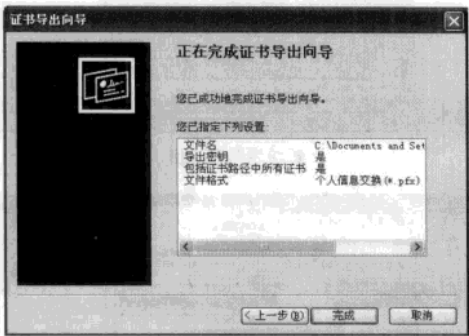 证书导出向导
正在完成证书导出向导
您已成功地完成证书导出向导。
您已指定下列设置:
文件名 C:\Documents and Set
导出密钥 是
包括证书路径中所有证书 是
文件格式 个人信息交换(*.pfx)
<上一步(B) 完成 取消